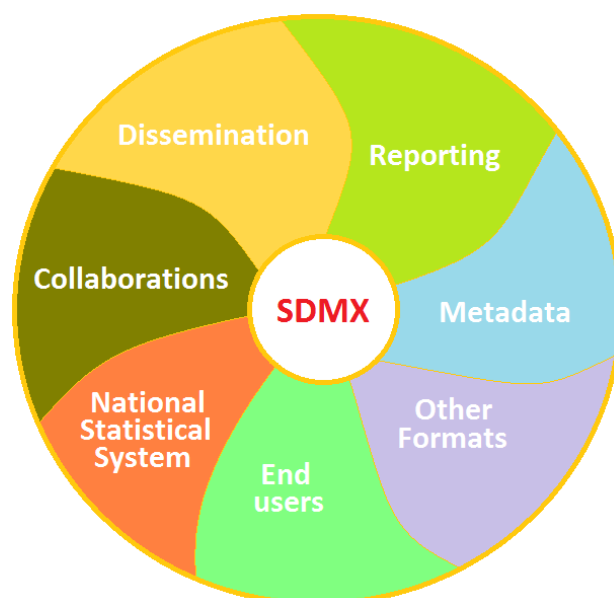 Dissemination
Reporting
Collaborations
SDMX
Metadata
National
Statistical
System
Other
Formats
End
users